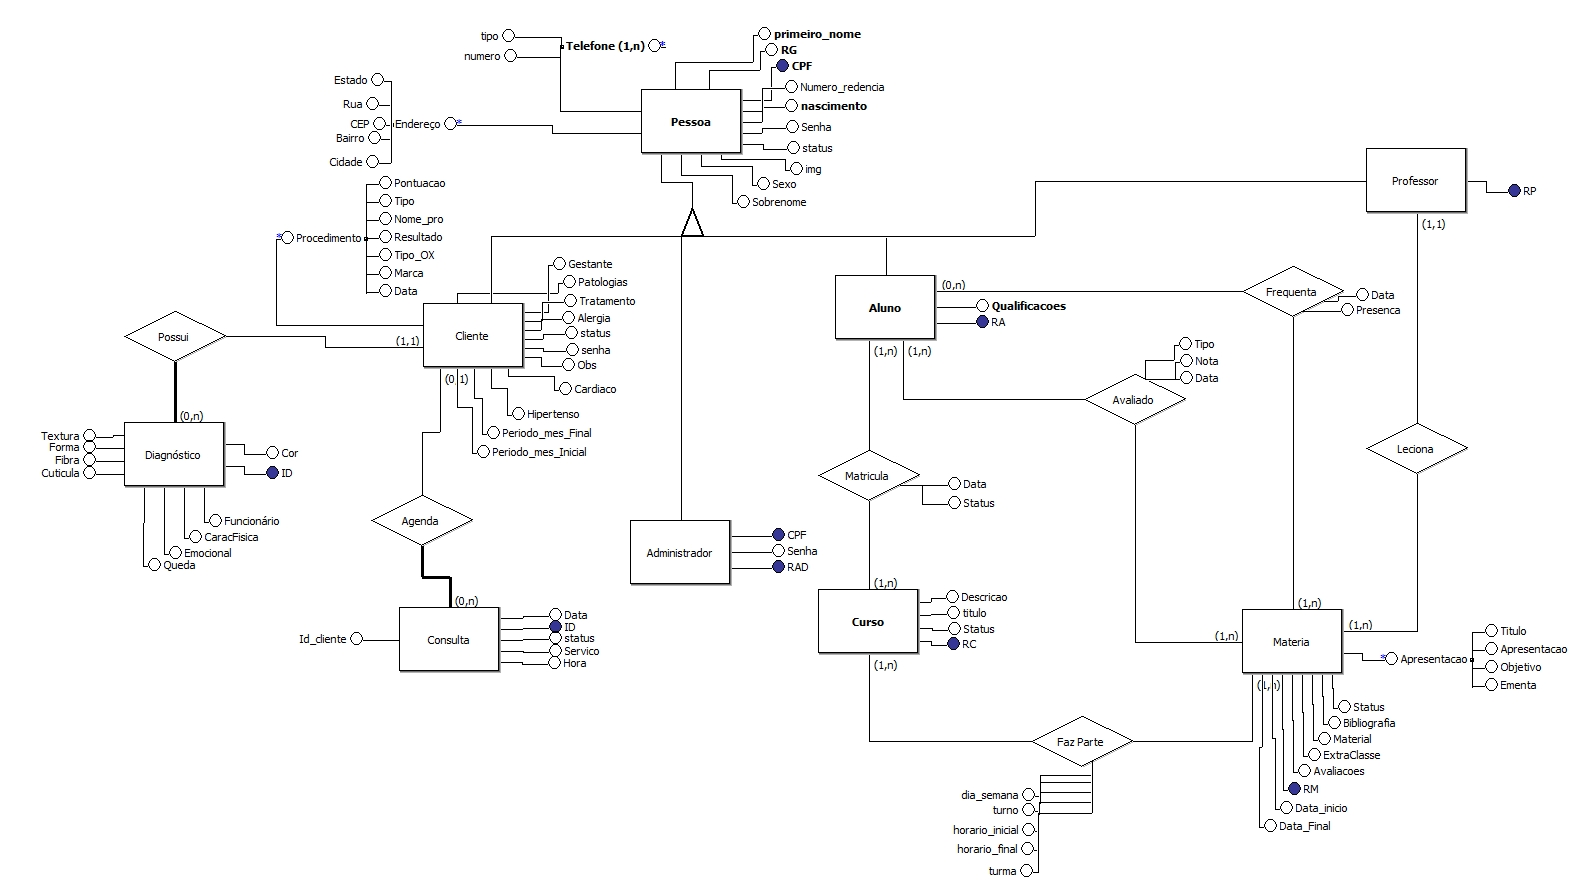 tipo
numero
Telefone (1,n) *
primeiro_nome
RG
CPF
Numero_redencia
nascimento
Senha
status
img
Sexo
Sobrenome
Pessoa
Estado
Rua
CEP
Bairro
Cidade
Endereço *
Pontuacao
Tipo
Nome_pro
Resultado
Tipo_OX
Marca
Data
* Procedimento
Professor
RP
(1,1)
Gestante
Patologias
Tratamento
Alergia
status
senha
Obs
Cardiaco
Hipertenso
Periodo_mes_Final
Periodo_mes_Inicial
Cliente
(1,1)
(0,1)
Possui
(0,n)
Aluno
(0,n)
Qualificacoes
RA
(1,n)
(1,n)
Frequenta
Data
Presenca
Tipo
Nota
Data
Avaliado
Leciona
Textura
Forma
Fibra
Cuticula
Diagnóstico
Cor
ID
Funcionário
CaracFisica
Emocional
Queda
Agenda
(0,n)
Matricula
Data
Status
Administrador
CPF
Senha
RAD
Id_cliente
Consulta
Data
ID
status
Servico
Hora
(1,n)
Curso
Descricao
titulo
Status
RC
(1,n)
(1,n)
(1,n)
(1,n)
Materia
(1,n)
* Apresentacao
Titulo
Apresentacao
Objetivo
Ementa
Status
Bibliografia
Material
ExtraClasse
Avaliacoes
RM
Data_inicio
Data_Final
Faz Parte
dia_semana
turno
horario_inicial
horario_final
turma